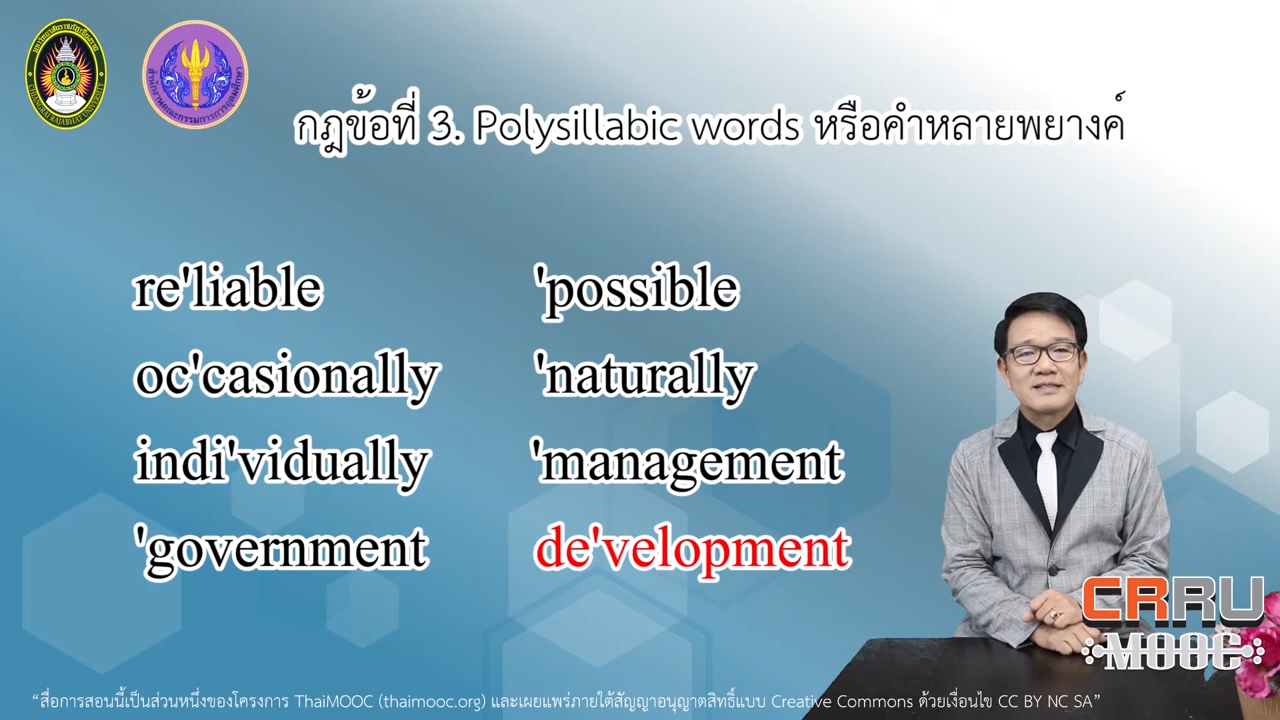 กฎข้อที่ 3. Polysillabic words หรือคำหลายพยางค์
re'liable
'possible
oc'casionally
'naturally
indi'vidually
'management
'government
de'velopment
CRRU
MOOC
“สื่อการสอนนี้เป็นส่วนหนึ่งของโครงการ ThaiMOOC (thaimooc.org) และเผยแพร่ภายใต้สัญญาอนุญาตสิทธิ์แบบ Creative Commons ด้วยเงื่อนไข CC BY NC SA”